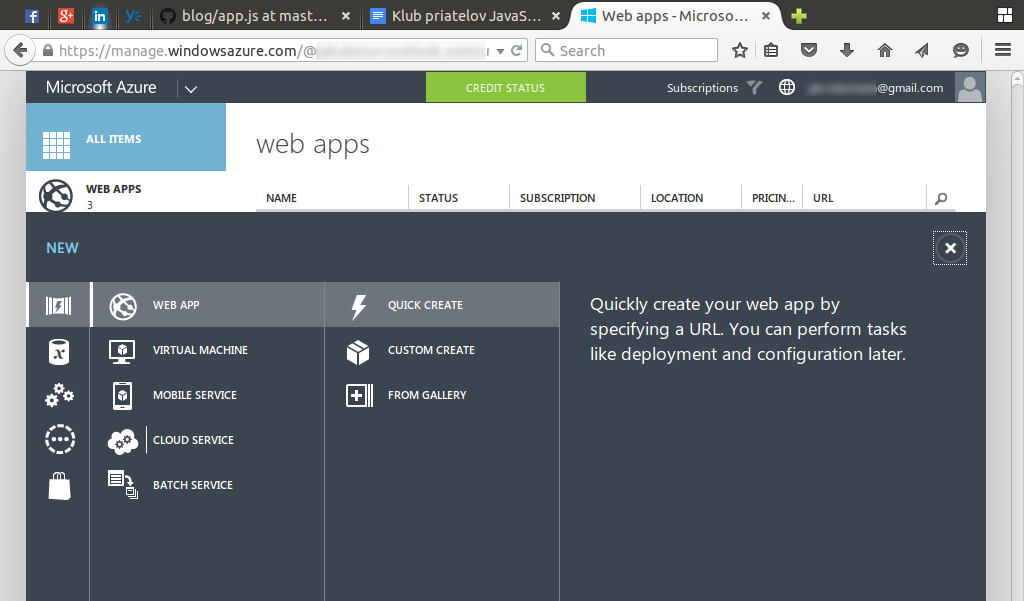 f g+ in Ys blog/app.js at mast... Klub priatelov JavaS... Web apps - Microso...
https://manage.windowsazure.com/@ Search
Microsoft Azure CREDIT STATUS Subscriptions @gmail.com
ALL ITEMS
web apps
WEB APPS
3
NAME STATUS SUBSCRIPTION LOCATION PRICIN... URL
NEW
WEB APP QUICK CREATE
VIRTUAL MACHINE CUSTOM CREATE
MOBILE SERVICE FROM GALLERY
CLOUD SERVICE
BATCH SERVICE
Quickly create your web app by
specifying a URL. You can perform tasks
like deployment and configuration later.